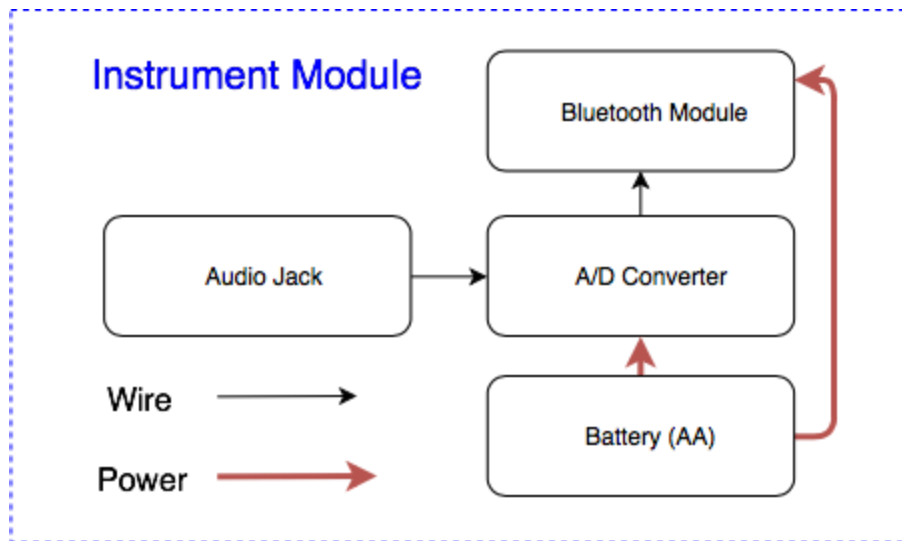 Instrument Module
Bluetooth Module
Audio Jack
A/D Converter
Wire
Battery (AA)
Power